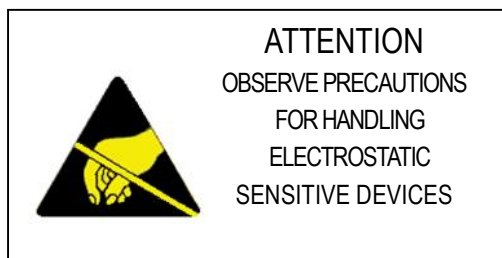 ATTENTION
OBSERVE PRECAUTIONS
FOR HANDLING
ELECTROSTATIC
SENSITIVE DEVICES